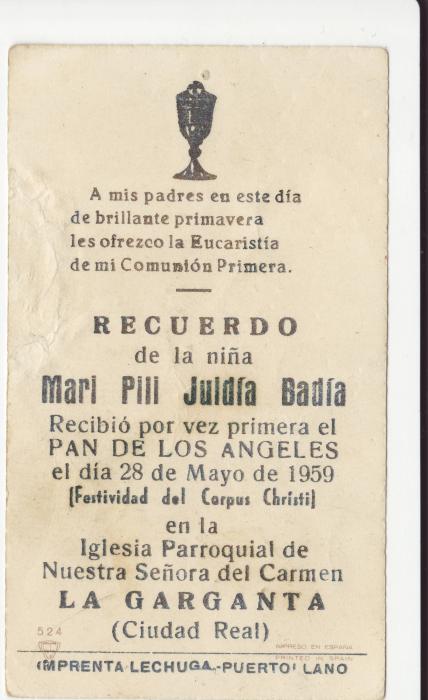 A mis padres en este día
de brillante primavera
les ofrezco la Eucaristía
de mi Comunión Primera.
RECUERDO
de la niña
Mari Pili Juldía Badía
Recibió por vez primera el
PAN DE LOS ANGELES
el día 28 de Mayo de 1959
(Festividad del Corpus Christi)
en la
Iglesia Parroquial de
Nuestra Señora del Carmen
LA GARGANTA
(Ciudad Real)
524
IMPRESO EN ESPAÑA
PRINTED IN SPAIN
IMPRENTA LECHUGA.-PUERTOLLANO